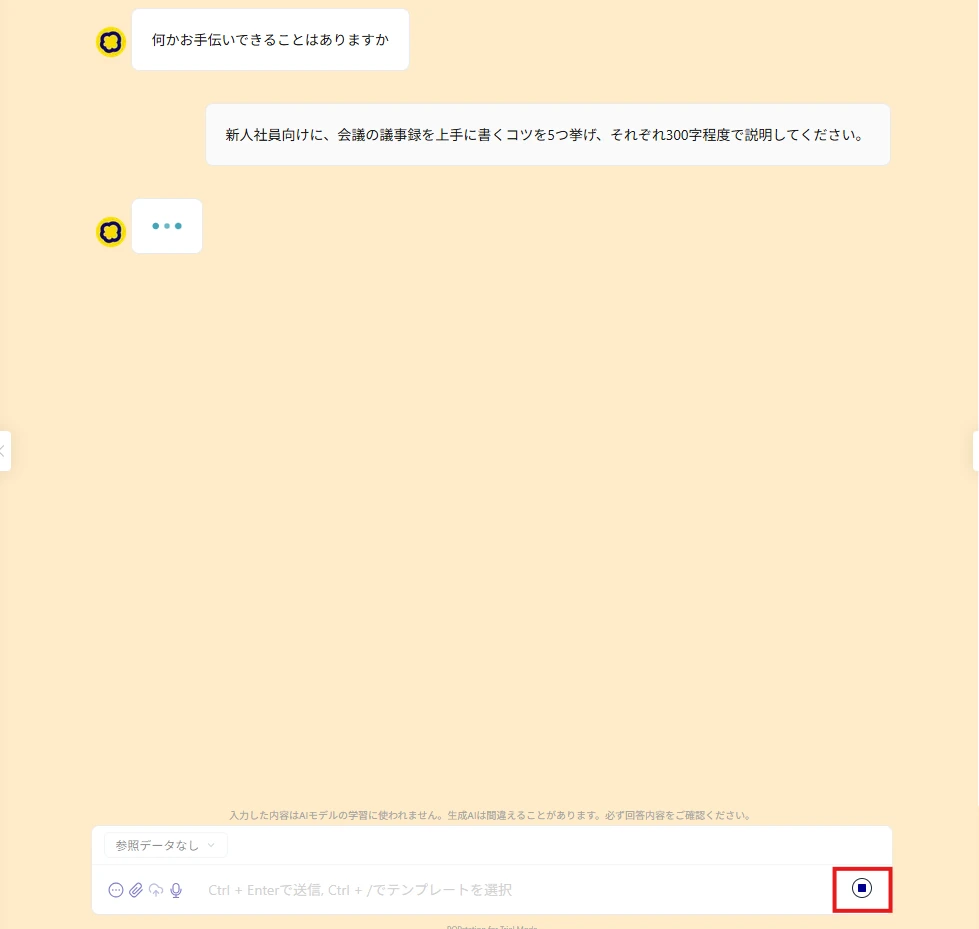 何かお手伝いできることはありますか
新人社員向けに、会議の議事録を上手に書くコツを5つ挙げ、それぞれ300字程度で説明してください。
入力した内容はAIモデルの学習に使われません。生成AIは間違えることがあります。必ず回答内容をご確認ください。
参照データなし
Ctrl + Enterで送信, Ctrl + /でテンプレートを選択